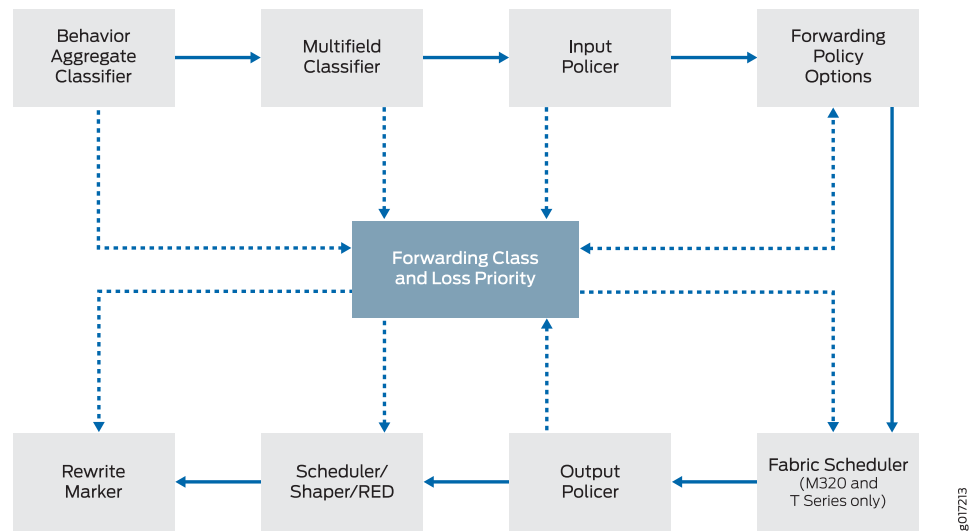 Behavior
Aggregate
Classifier
Multifield
Classifier
Input
Policer
Forwarding
Policy
Options
Forwarding Class
and Loss Priority
Rewrite
Marker
Scheduler/
Shaper/RED
Output
Policer
Fabric Scheduler
(M320 and
T Series only)
g017213